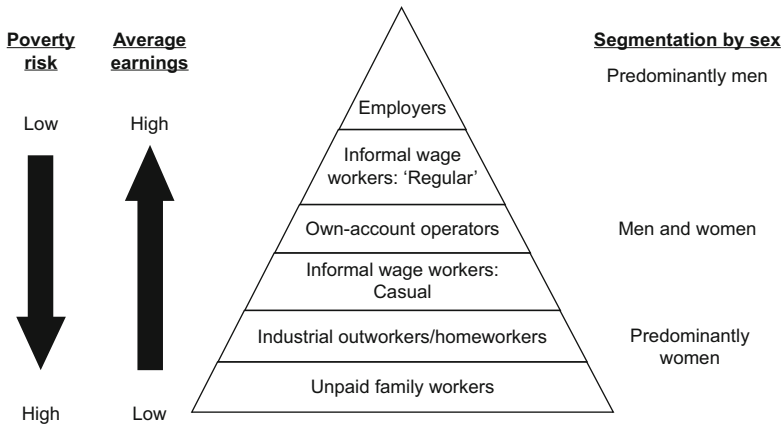 Poverty
risk
Low
High
Average
earnings
High
Low
Employers
Informal wage
workers: ‘Regular’
Own-account operators
Informal wage workers:
Casual
Industrial outworkers/homeworkers
Unpaid family workers
Segmentation by sex
Predominantly men
Men and women
Predominantly
women